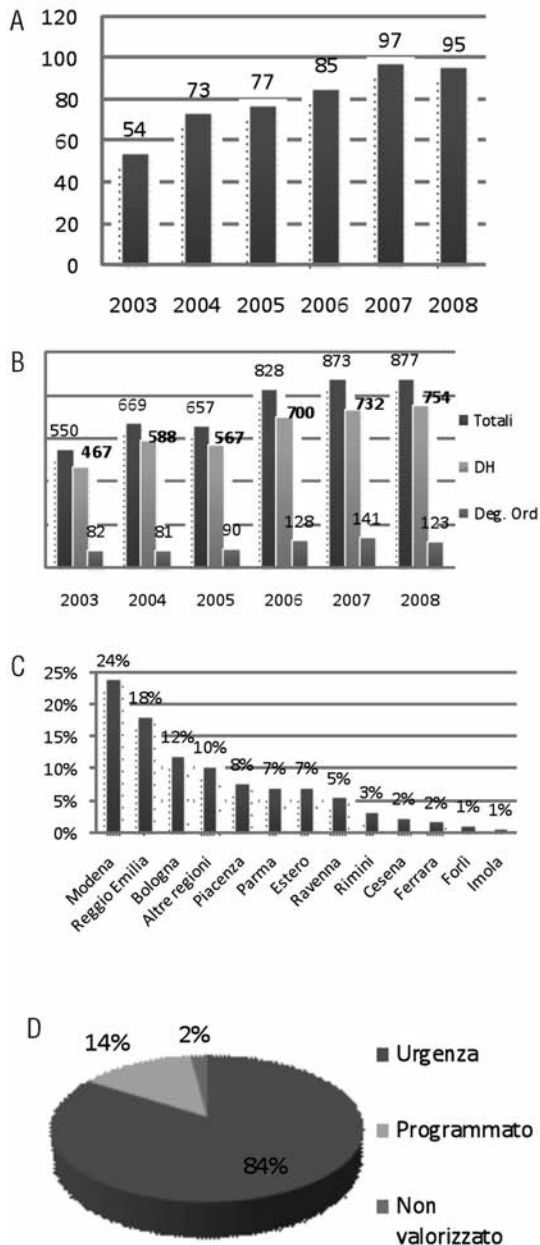 A
120
100
80
60
40
20
0
54
73
77
85
97
95
2003 2004 2005 2006 2007 2008
B
550
467
82
669
588
81
657
567
90
828
700
128
873
732
141
877
754
123
Totali
DH
Deg. Ord
2003 2004 2005 2006 2007 2008
C
25%
20%
15%
10%
5%
0%
24%
18%
12%
10%
8%
7%
7%
5%
3%
2%
2%
1%
1%
Modena
Reggio Emilia
Bologna
Altre regioni
Piacenza
Parma
Estero
Ravenna
Rimini
Cesena
Ferrara
Forlì
Imola
D
14%
2%
84%
Urgenza
Programmato
Non
valorizzato